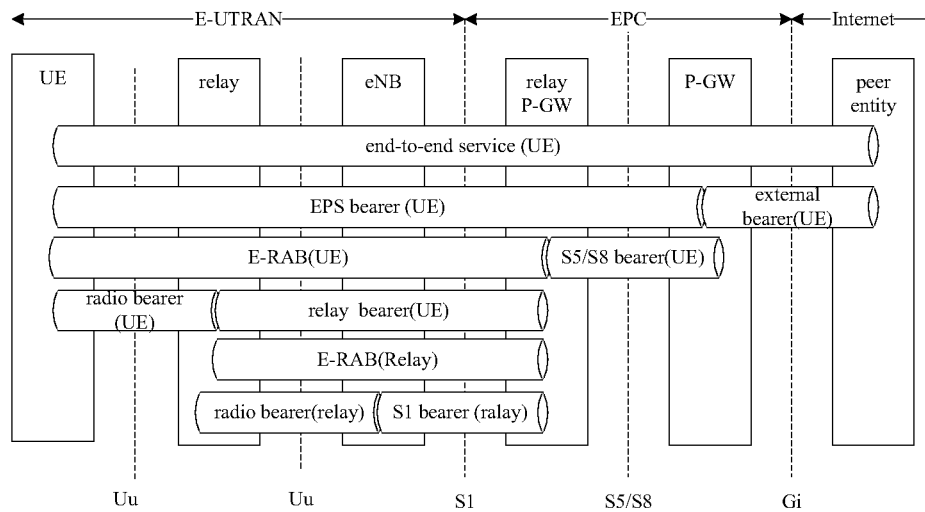 E-UTRAN EPC Internet
UE relay eNB relay P-GW peer
P-GW entity
end-to-end service (UE)
EPS bearer (UE) external
bearer(UE)
E-RAB(UE) S5/S8 bearer(UE)
radio bearer
(UE) relay bearer(UE)
E-RAB(Relay)
radio bearer(relay) S1 bearer (ralay)
Uu Uu S1 S5/S8 Gi